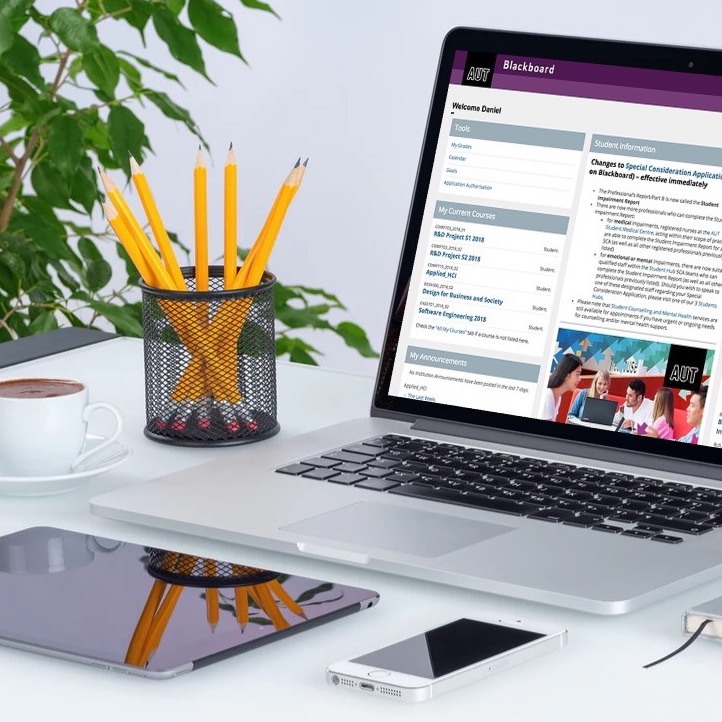 AUT
Blackboard
Welcome Daniel
Tools
My Grades
Calendar
Goals
Application Authorisation
My Current Courses
R&D Project S1 2018
Student.
R&D Project S2 2018
Student.
Applied_HCI
Student.
Design for Business and Society
Student.
Software Engineering 2018
Student.
Check the "All My Courses" tab if a course is not listed here.
My Announcements
No Institution Announcements have been posted in the last 7 days.
Applied_HCI
The Last Week
Student Information
Changes to Special Consideration Applicatio
on Blackboard) – effective immediately
The Professional's Report/Part B is now called the Student
Impairment Report
There are now more professionals who can complete the Stu
Impairment Report:
for medical impairments, registered nurses at the AUT
Student Medical Centre, acting within their scope of prac
are able to complete the Student Impairment Report for a
SCA (as well as all other registered professionals previously
listed)
for emotional or mental impairments, there are now suit
qualified staff within the Student Hub SCA teams who can
complete the Student Impairment Report (as well as all other
professionals previously listed). Should you wish to speak to
one of these designated staff regarding your Special
Consideration Application, please visit one of our 3 Students
Hubs.
Please note that Student Counselling and Mental Health services are
still available for appointments if you have urgent or ongoing needs
for counselling and/or mental health support.
AUT